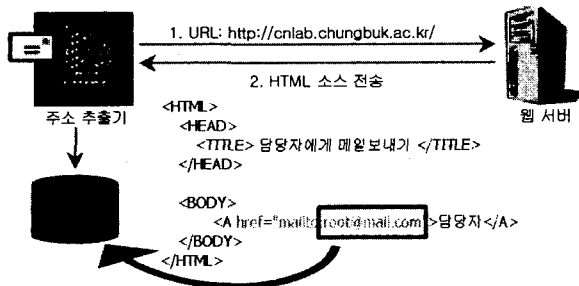 1. URL: http://cnlab.chungbuk.ac.kr/
2. HTML 소스 전송
주소 추출기
웹 서버
<HTML>
<HEAD>
<TITLE> 담당자에게 메일보내기 </TITLE>
</HEAD>
<BODY>
<A href="mailto:root@mail.com">담당자</A>
</BODY>
</HTML>